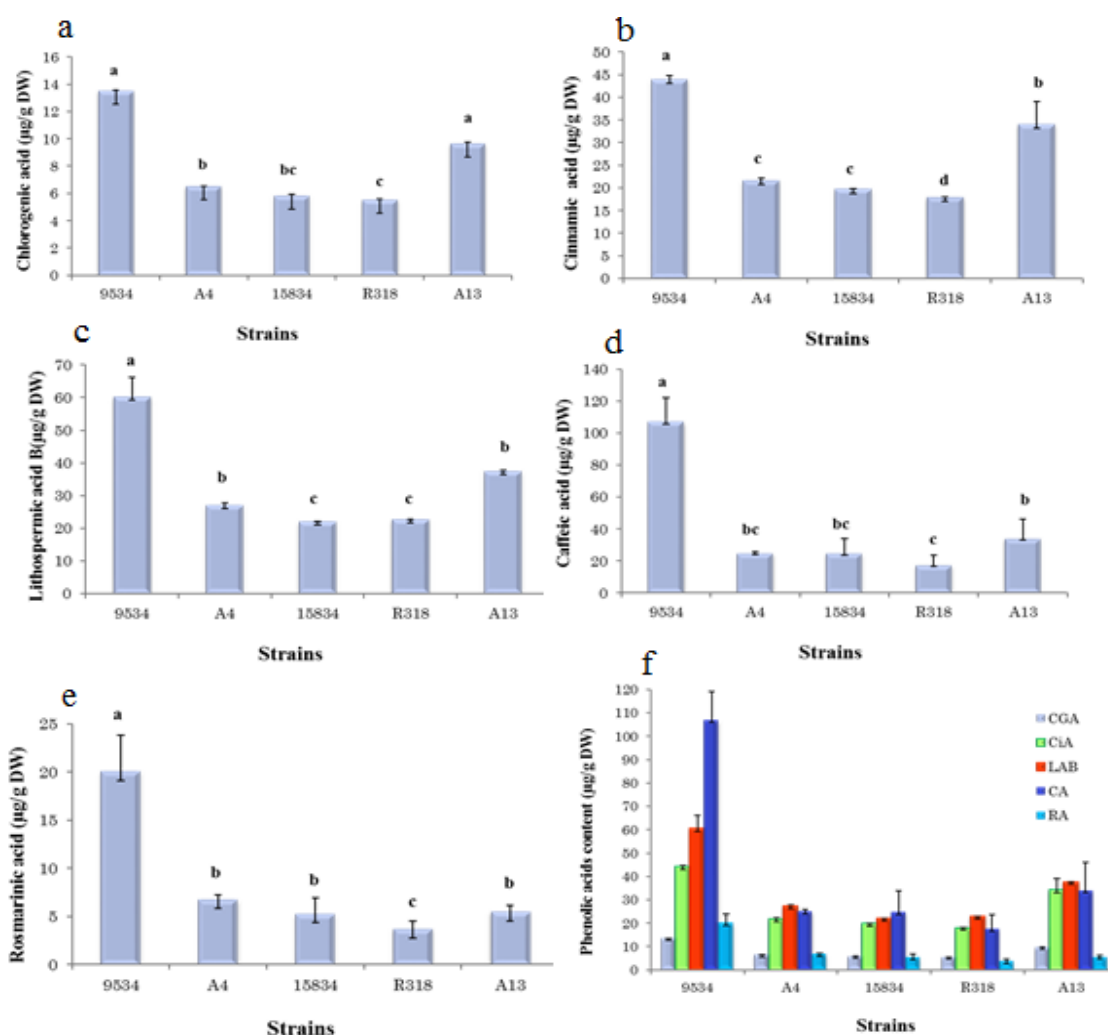 a
Chlorogenic acid (µg/g DW)
16
14
12
10
8
6
4
2
0
a
b
bc
c
a
9534 A4 15834 R318 A13
Strains
b
Cinnamic acid (µg/g DW)
50
45
40
35
30
25
20
15
10
5
0
a
c
c
d
b
9534 A4 15834 R318 A13
Strains
c
Lithospermic acid B(µg/g DW)
70
60
50
40
30
20
10
0
a
b
c
c
b
9534 A4 15834 R318 A13
Strains
d
Caffeic acid (µg/g DW)
140
120
100
80
60
40
20
0
a
bc
bc
c
b
9534 A4 15834 R318 A13
Strains
e
Rosmarinic acid (µg/g DW)
25
20
15
10
5
0
a
b
b
c
b
9534 A4 15834 R318 A13
Strains
f
Phenolic acids content (µg/g DW)
120
110
100
90
80
70
60
50
40
30
20
10
0
CGA
CiA
LAB
CA
RA
9534 A4 15834 R318 A13
Strains